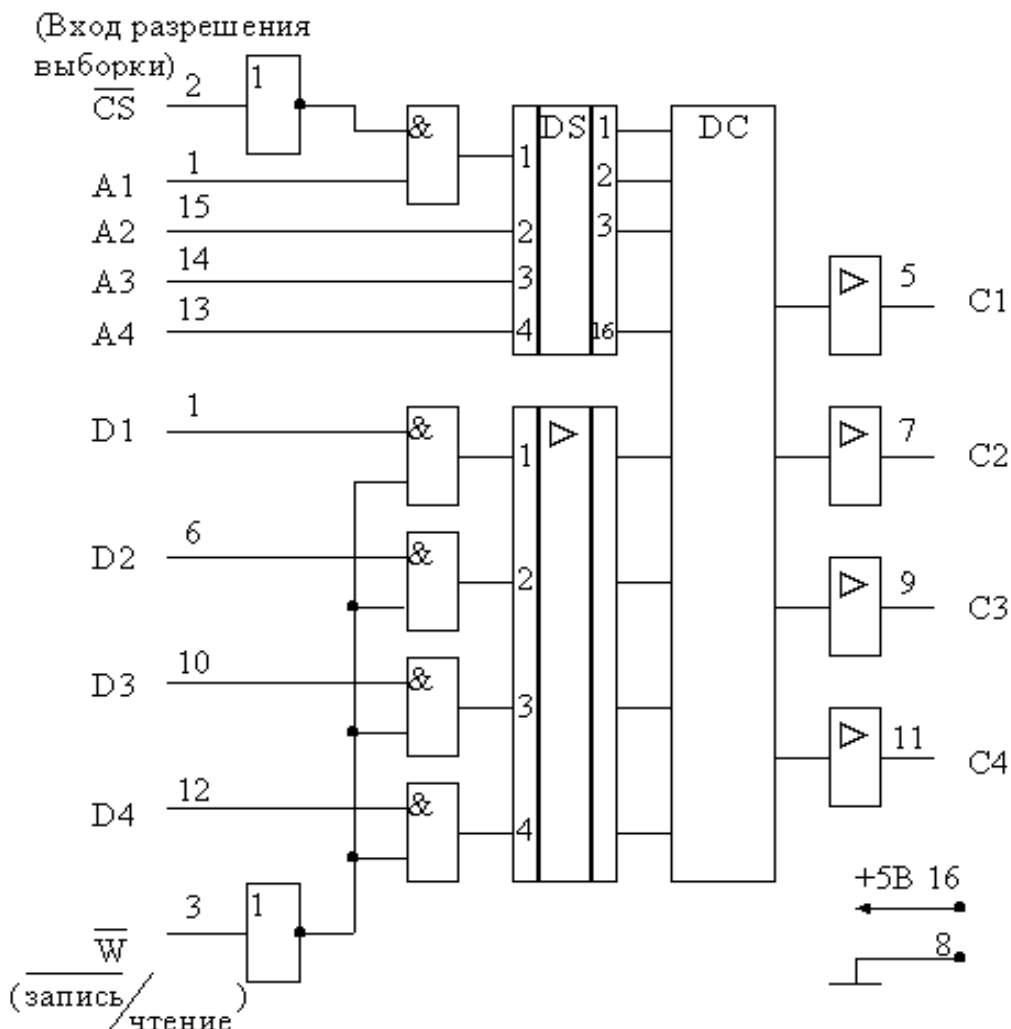 (Вход разрешения
выборки)
CS 2 1
A1 1 & 1 DS 1 DC
A2 15 2 2
A3 14 3 3
A4 13 4 16
5 C1
D1 1 & 1
7 C2
D2 6 & 2
9 C3
D3 10 & 3
11 C4
D4 12 & 4
+5В 16
W 3 1
8
(запись/
чтение)